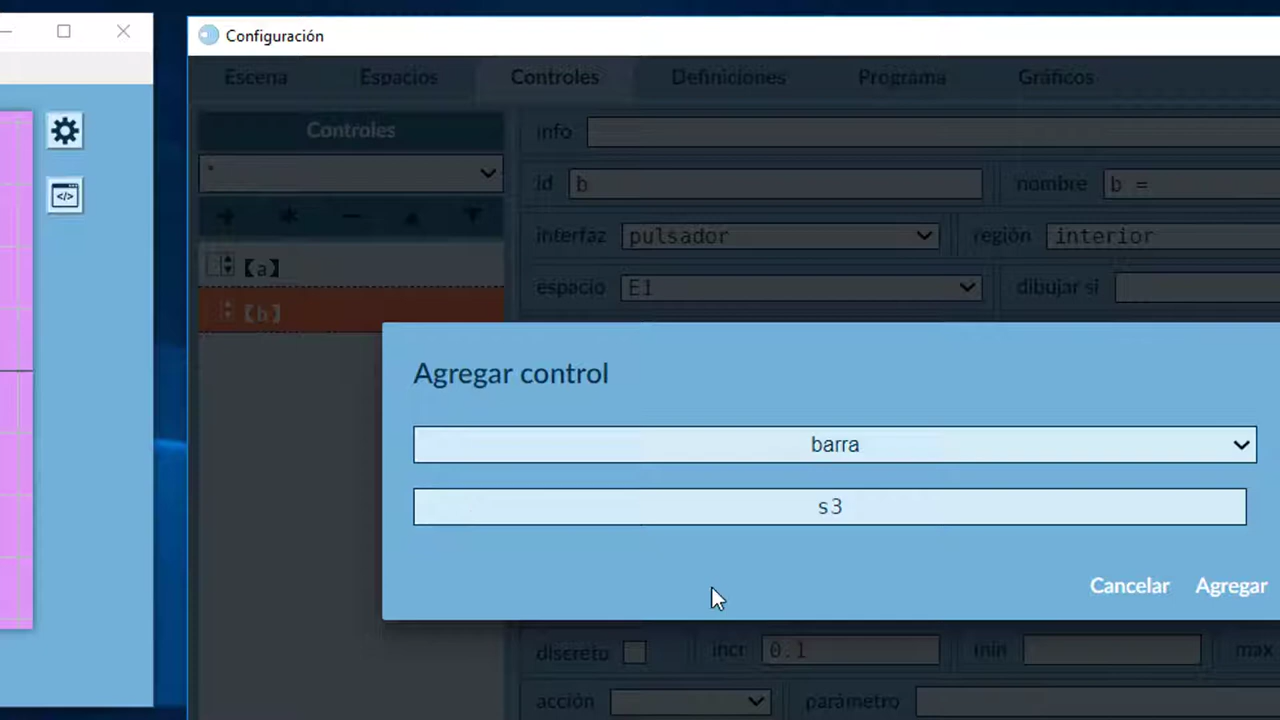 Configuración
Escena Espacios Controles Definiciones Programa Gráficos
Controles
*
info
id b nombre b =
interfaz pulsador región interior
espacio E1 dibujar si
【a】
【b】
Agregar control
barra
s3
Cancelar Agregar
discreto incr 0.1 min max
acción parámetro